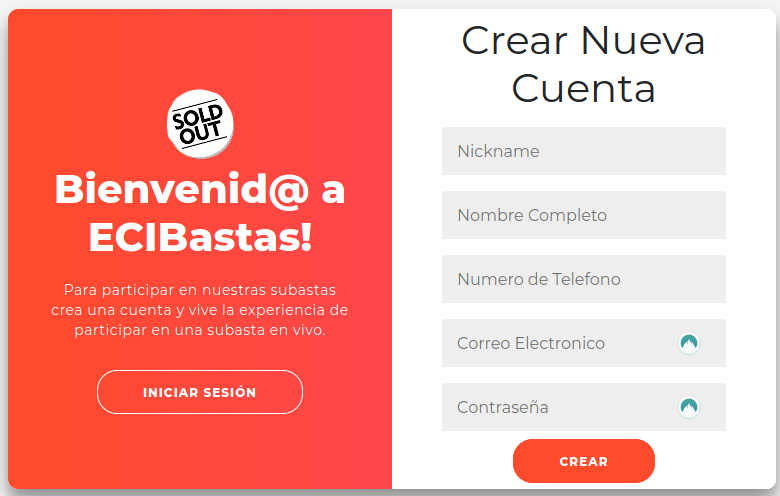 SOLD
OUT
Bienvenid@ a
ECIBastas!
Para participar en nuestras subastas
crea una cuenta y vive la experiencia de
participar en una subasta en vivo.
INICIAR SESIÓN
Crear Nueva
Cuenta
Nickname
Nombre Completo
Numero de Telefono
Correo Electronico
Contraseña
CREAR